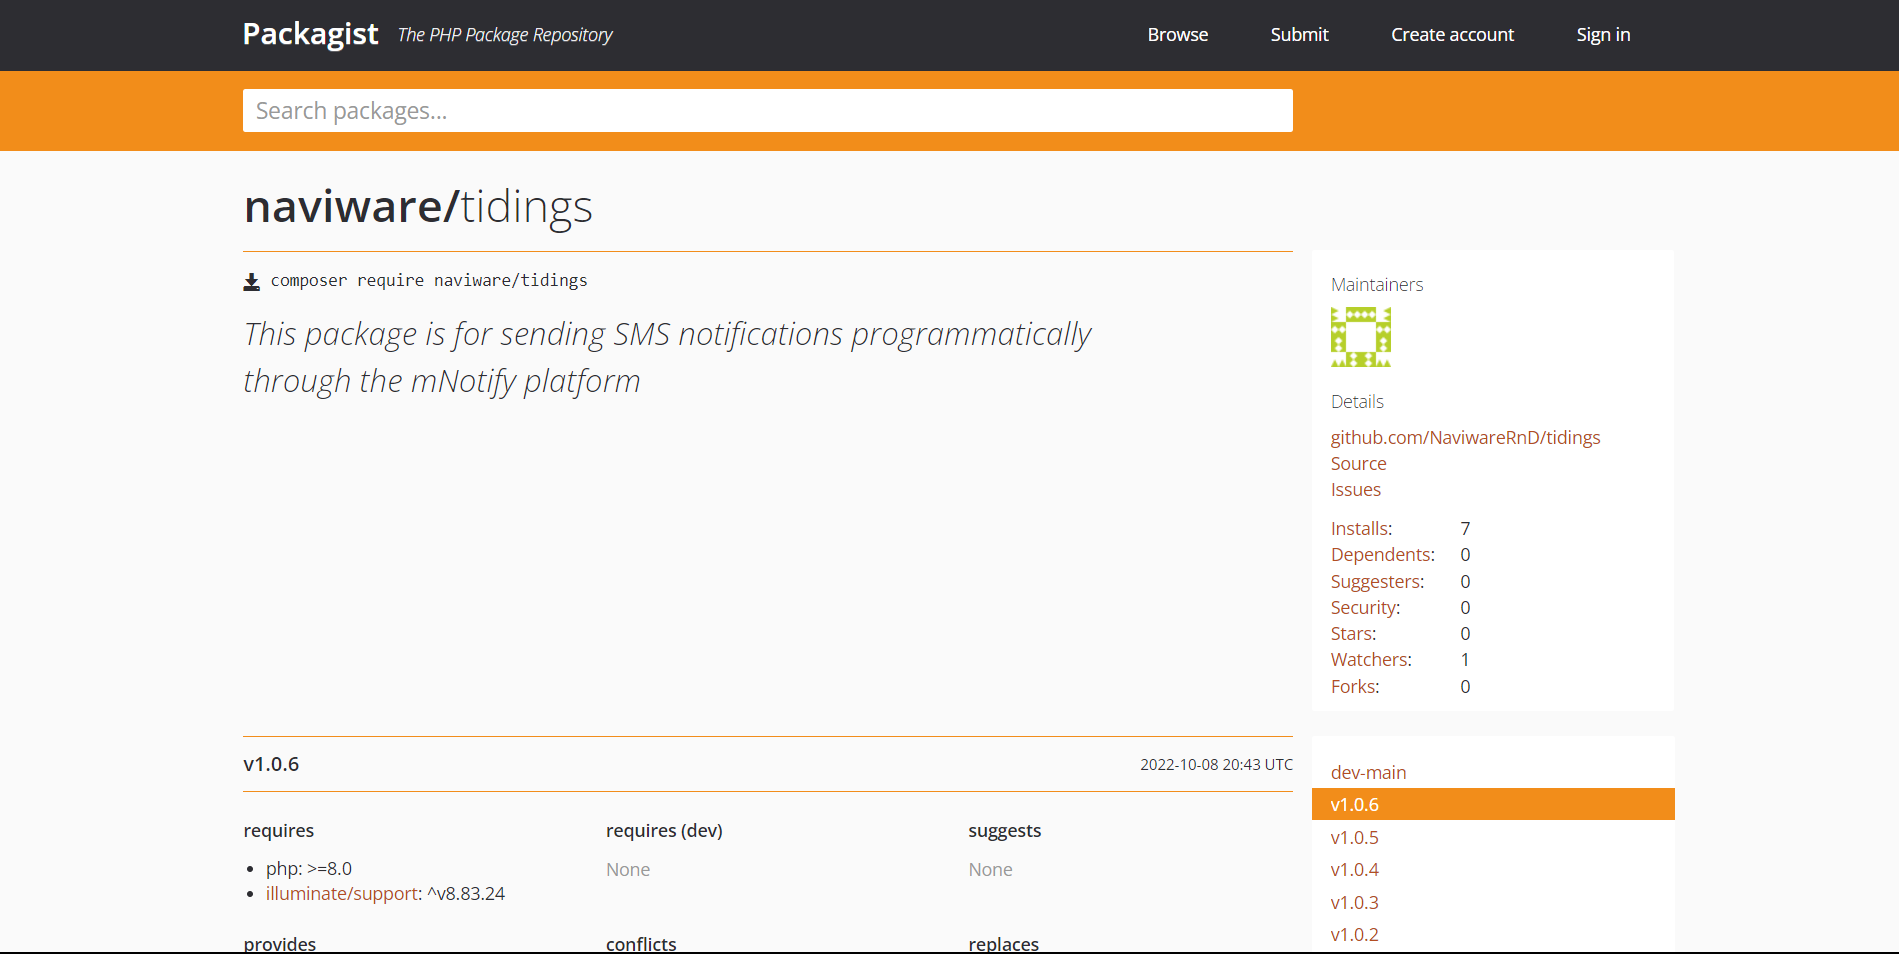 Packagist The PHP Package Repository Browse Submit Create account Sign in
Search packages...
naviware/tidings
composer require naviware/tidings
This package is for sending SMS notifications programmatically
through the mNotify platform
Maintainers
Details
github.com/NaviwareRnD/tidings
Source
Issues
Installs: 7
Dependents: 0
Suggesters: 0
Security: 0
Stars: 0
Watchers: 1
Forks: 0
v1.0.6 2022-10-08 20:43 UTC
requires
php: >=8.0
illuminate/support: ^v8.83.24
requires (dev)
None
suggests
None
provides
conflicts
replaces
dev-main
v1.0.6
v1.0.5
v1.0.4
v1.0.3
v1.0.2